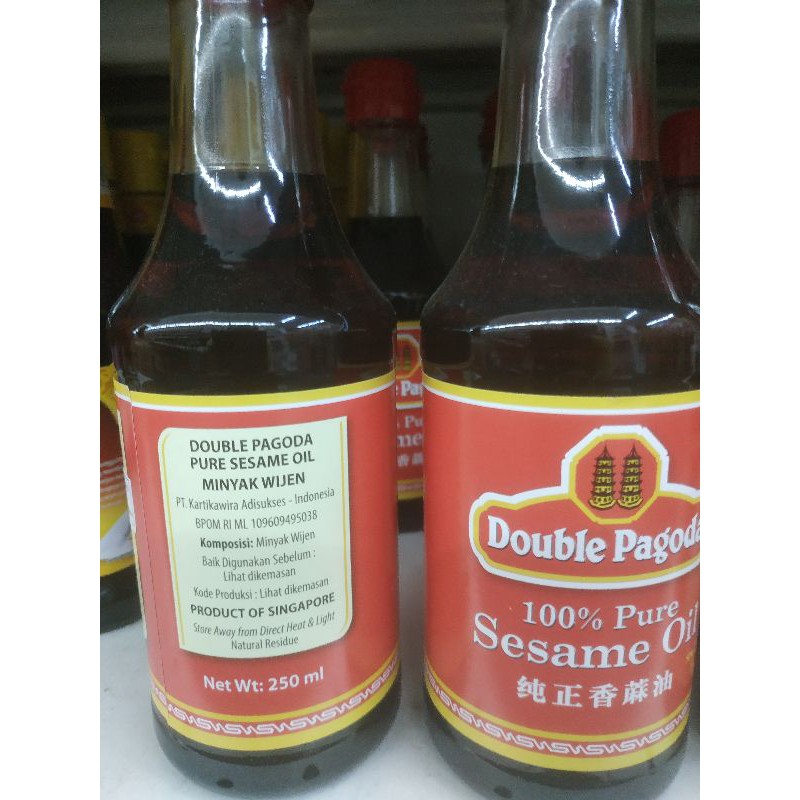 DOUBLE PAGODA
PURE SESAME OIL
MINYAK WIJEN
PT. Kartikawira Adisukses - Indonesia
BPOM RI ML 109609495038
Komposisi: Minyak Wijen
Baik Digunakan Sebelum :
Lihat dikemasan
Kode Produksi : Lihat dikemasan
PRODUCT OF SINGAPORE
Store Away from Direct Heat & Light
Natural Residue
Net Wt: 250 ml
Double Pagoda
100% Pure
Sesame Oil
纯正香蔴油